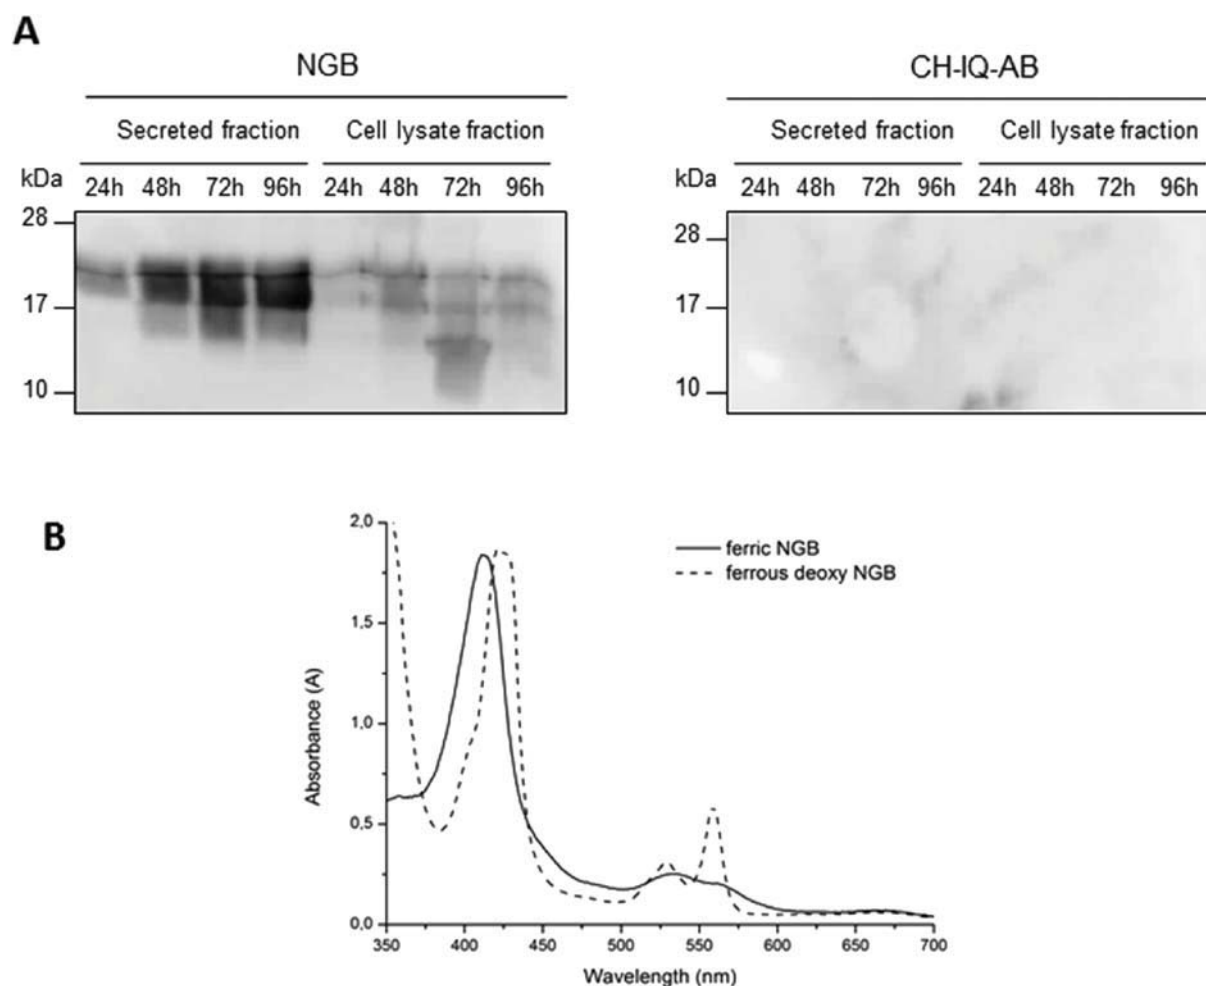 A
NGB
CH-IQ-AB
Secreted fraction Cell lysate fraction
Secreted fraction Cell lysate fraction
kDa 24h 48h 72h 96h 24h 48h 72h 96h
kDa 24h 48h 72h 96h 24h 48h 72h 96h
28
17
10
28
17
10
B
2,0
1,5
1,0
0,5
0,0
Absorbance (A)
ferric NGB
ferrous deoxy NGB
350 400 450 500 550 600 650 700
Wavelength (nm)